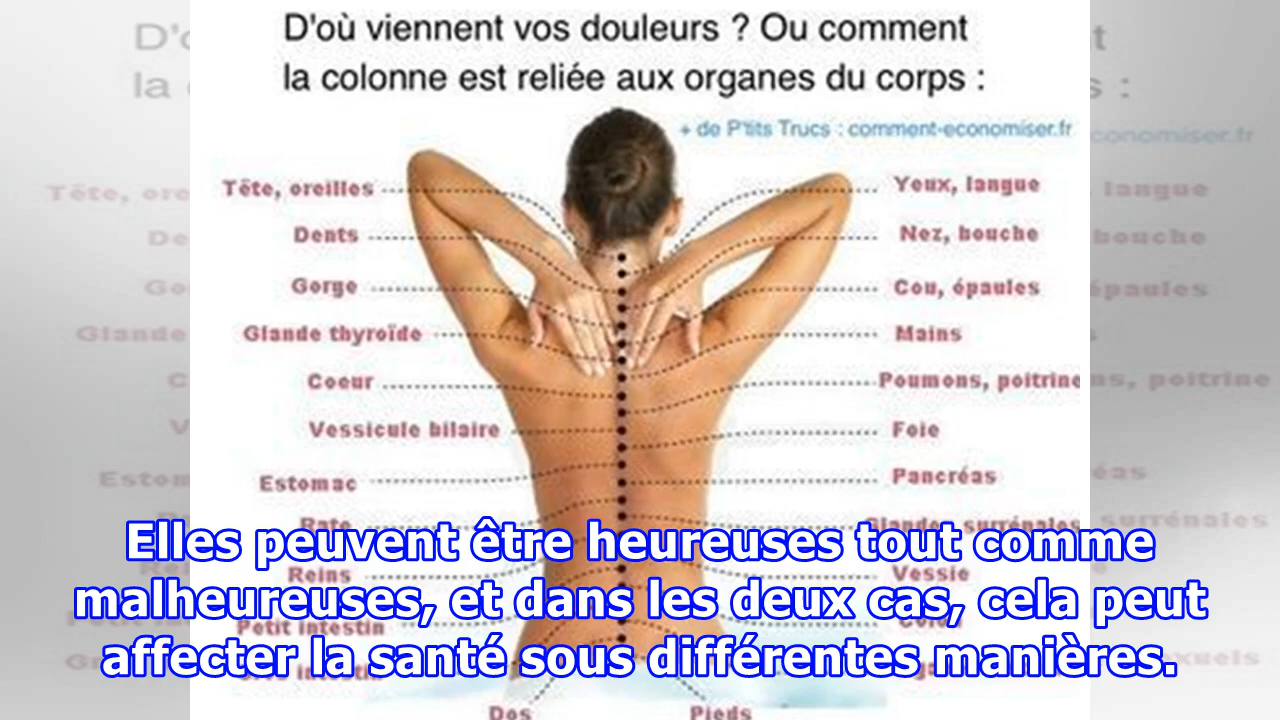 D'où viennent vos douleurs ? Ou comment
la colonne est reliée aux organes du corps :
+ de P'tits Trucs : comment-economiser.fr
Tête, oreilles
Yeux, langue
Dents
Nez, bouche
Gorge
Cou, épaules
Glande thyroïde
Mains
Coeur
Poumons, poitrine
Vessicule bilaire
Foie
Estomac
Pancréas
Rate
Glandes surrénales
Reins
Vessie
Petit intestin
Elles peuvent être heureuses tout comme
malheureuses, et dans les deux cas, cela peut
affecter la santé sous différentes manières.
Dos
Pieds